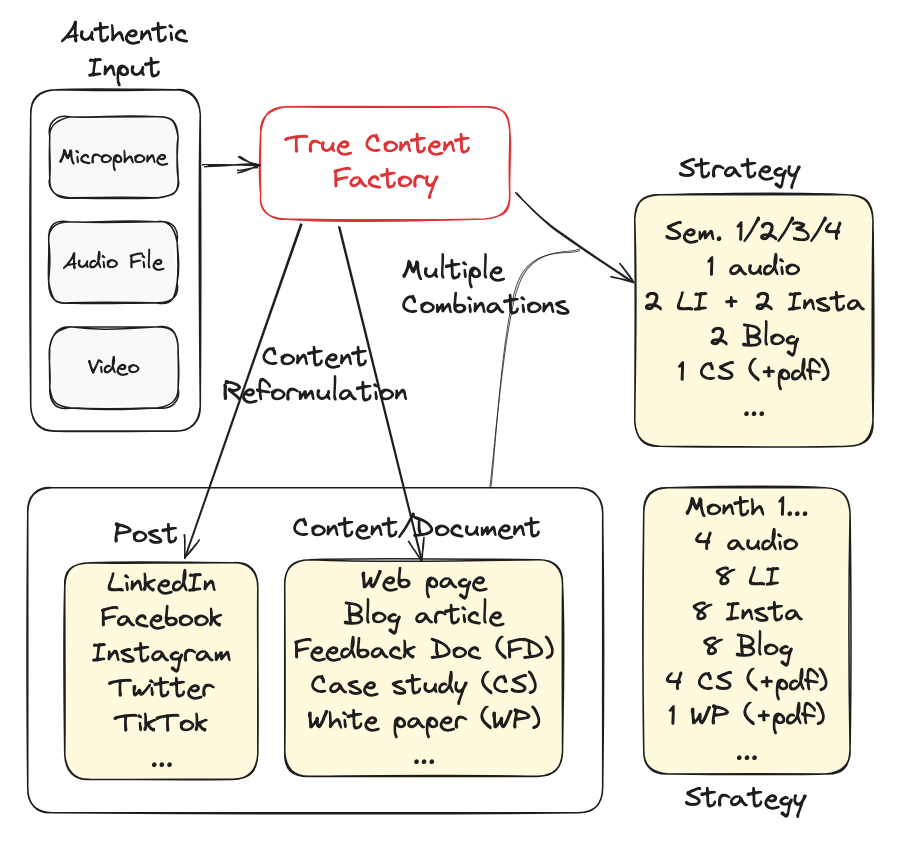 Authentic
Input
Microphone
Audio File
Video
True Content
Factory
Strategy
Sem. 1/2/3/4
1 audio
2 LI + 2 Insta
2 Blog
1 CS (+pdf)
...
Multiple
Combinations
Content
Reformulation
Post
LinkedIn
Facebook
Instagram
Twitter
TikTok
...
Content/Document
Web page
Blog article
Feedback Doc (FD)
Case study (CS)
White paper (WP)
...
Month 1...
4 audio
8 LI
8 Insta
8 Blog
4 CS (+pdf)
1 WP (+pdf)
...
Strategy